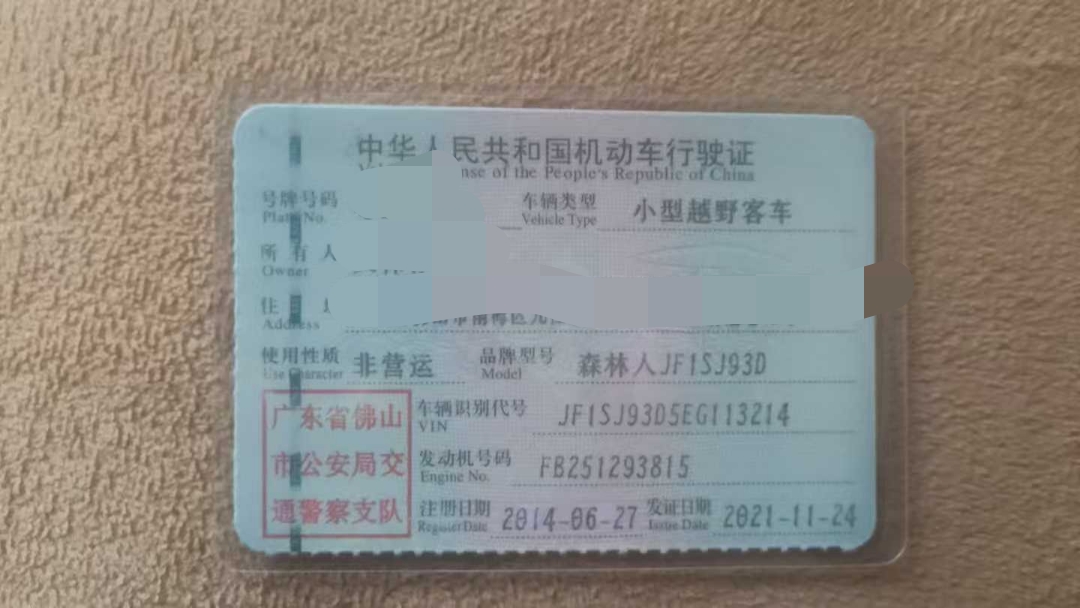 中华人民共和国机动车行驶证
of the People's Republic of China
号牌号码 车辆类型 小型越野客车
Plate No. Vehicle Type
所有人
Owner
住
Address
使用性质 非营运 品牌型号 森林人JF1SJ93D
Use Character Model
广东省佛山 车辆识别代号 JF1SJ93D5EG113214
VIN
市公安局交 发动机号码 FB251293815
Engine No.
通警察支队 注册日期 2014-06-27 发证日期 2021-11-24
Register Date Issue Date